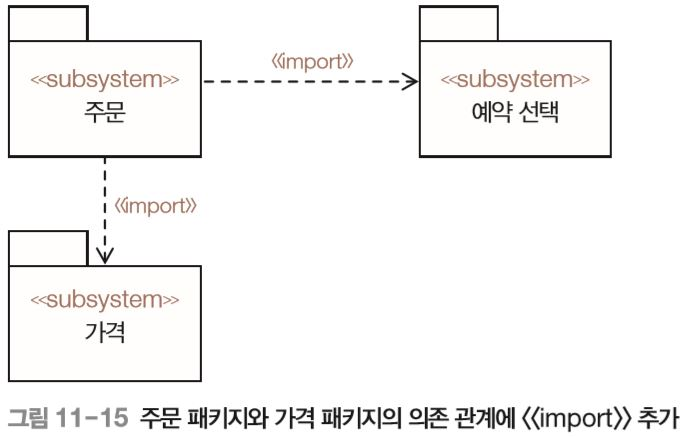 <<subsystem>>
주문
《import》
<<subsystem>>
예약 선택
《import》
<<subsystem>>
가격
그림 11-15 주문 패키지와 가격 패키지의 의존 관계에 《import》 추가